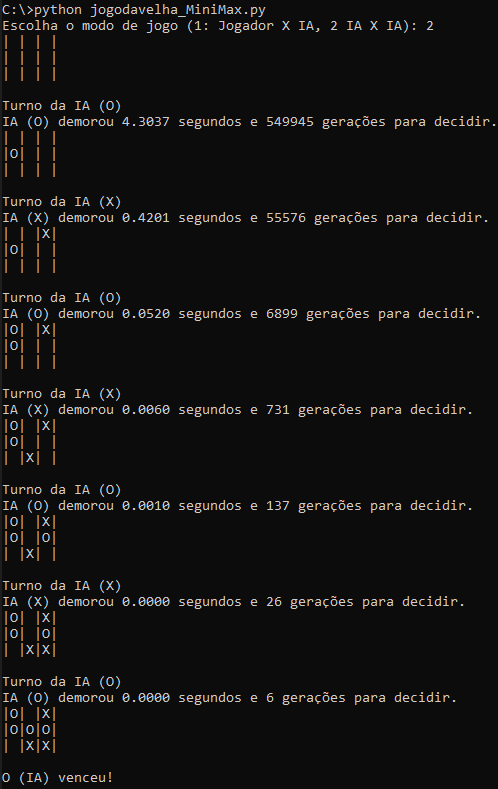 C:\>python jogodavelha_MiniMax.py
Escolha o modo de jogo (1: Jogador X IA, 2 IA X IA): 2
| | | |
| | | |
| | | |
Turno da IA (O)
IA (O) demorou 4.3037 segundos e 549945 gerações para decidir.
| | | |
|O| | |
| | | |
Turno da IA (X)
IA (X) demorou 0.4201 segundos e 55576 gerações para decidir.
| | |X|
|O| | |
| | | |
Turno da IA (O)
IA (O) demorou 0.0520 segundos e 6899 gerações para decidir.
|O| |X|
|O| | |
| | | |
Turno da IA (X)
IA (X) demorou 0.0060 segundos e 731 gerações para decidir.
|O| |X|
|O| | |
| |X| |
Turno da IA (O)
IA (O) demorou 0.0010 segundos e 137 gerações para decidir.
|O| |X|
|O| |O|
| |X| |
Turno da IA (X)
IA (X) demorou 0.0000 segundos e 26 gerações para decidir.
|O| |X|
|O| |O|
| |X|X|
Turno da IA (O)
IA (O) demorou 0.0000 segundos e 6 gerações para decidir.
|O| |X|
|O|O|O|
| |X|X|
O (IA) venceu!